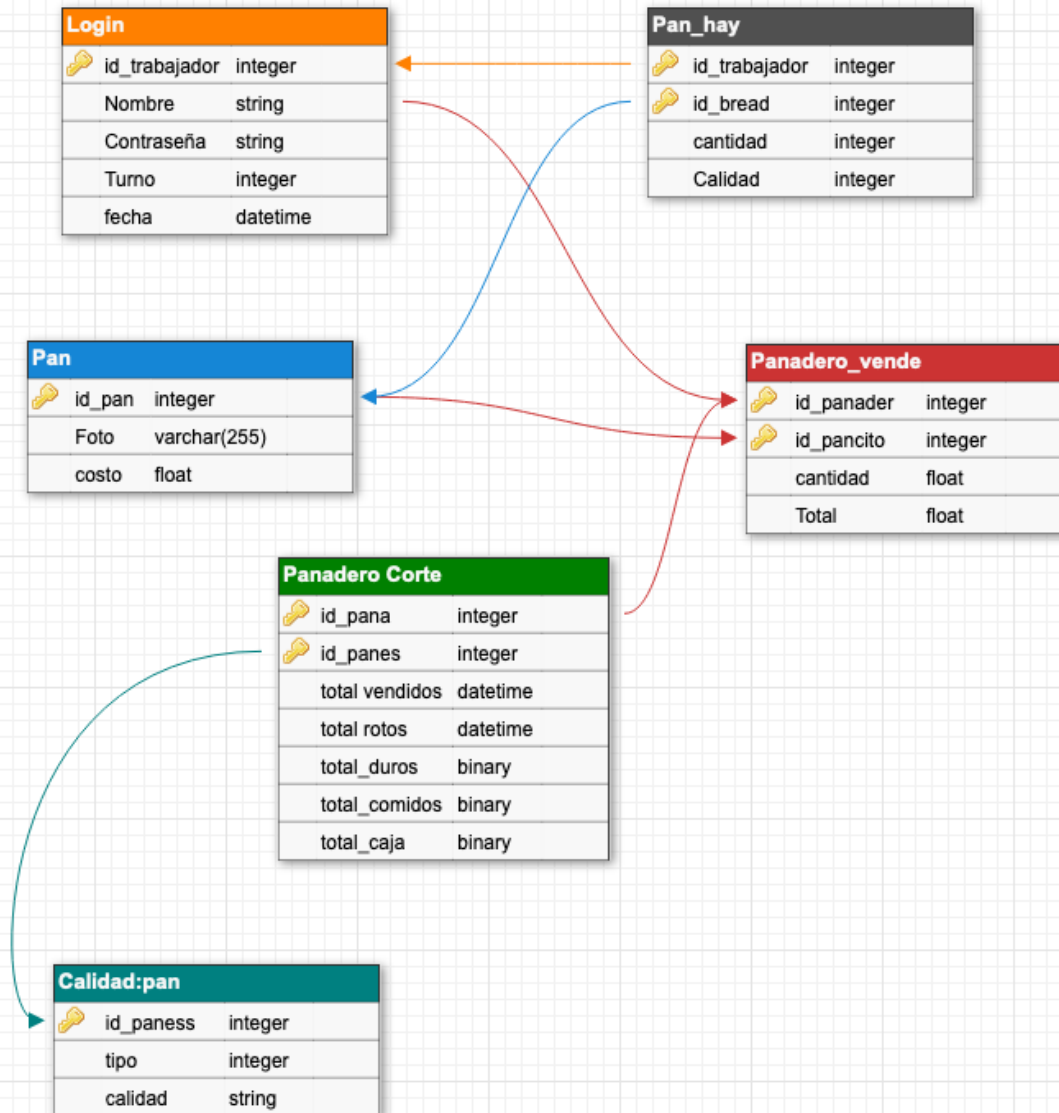 Login
id_trabajador integer
Nombre string
Contraseña string
Turno integer
fecha datetime
Pan_hay
id_trabajador integer
id_bread integer
cantidad integer
Calidad integer
Pan
id_pan integer
Foto varchar(255)
costo float
Panadero_vende
id_panader integer
id_pancito integer
cantidad float
Total float
Panadero Corte
id_pana integer
id_panes integer
total vendidos datetime
total rotos datetime
total_duros binary
total_comidos binary
total_caja binary
Calidad:pan
id_paness integer
tipo integer
calidad string